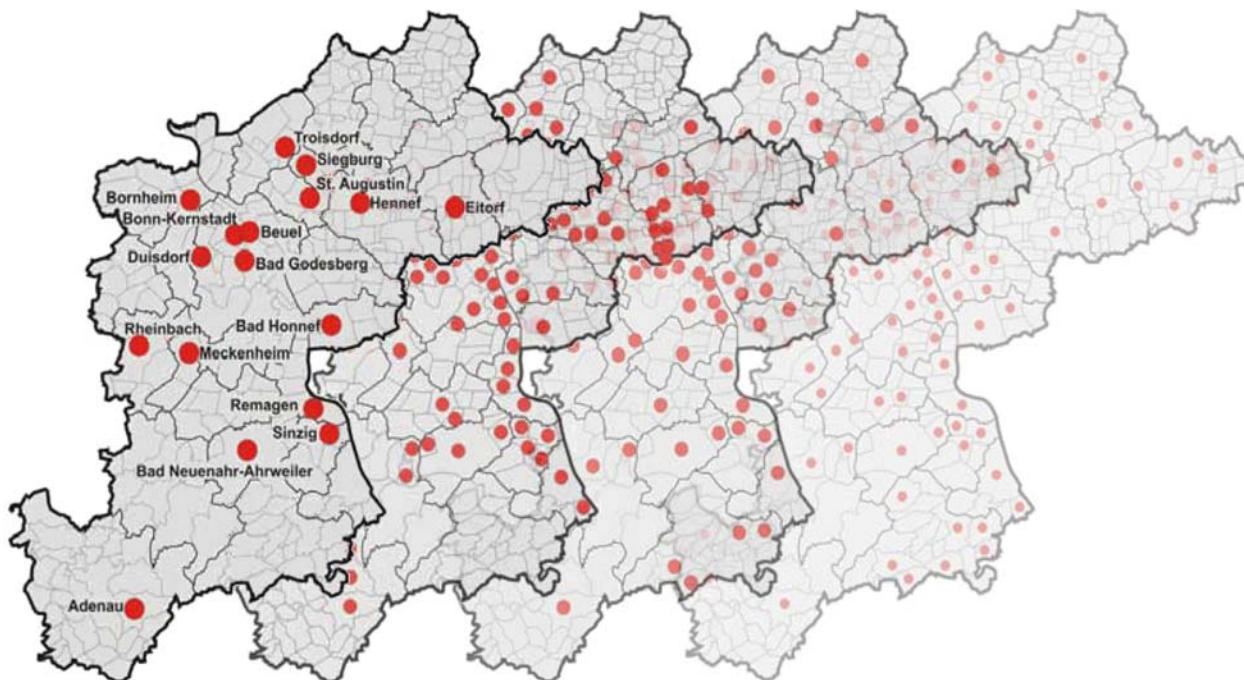 Troisdorf
Siegburg
St. Augustin
Bornheim
Hennef
Eitorf
Bonn-Kernstadt
Beuel
Duisdorf
Bad Godesberg
Bad Honnef
Rheinbach
Meckenheim
Remagen
Sinzig
Bad Neuenahr-Ahrweiler
Adenau